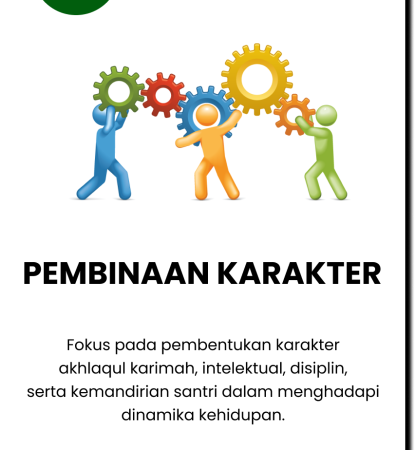 PEMBINAAN KARAKTER
Fokus pada pembentukan karakter
akhlaqul karimah, intelektual, disiplin,
serta kemandirian santri dalam menghadapi
dinamika kehidupan.